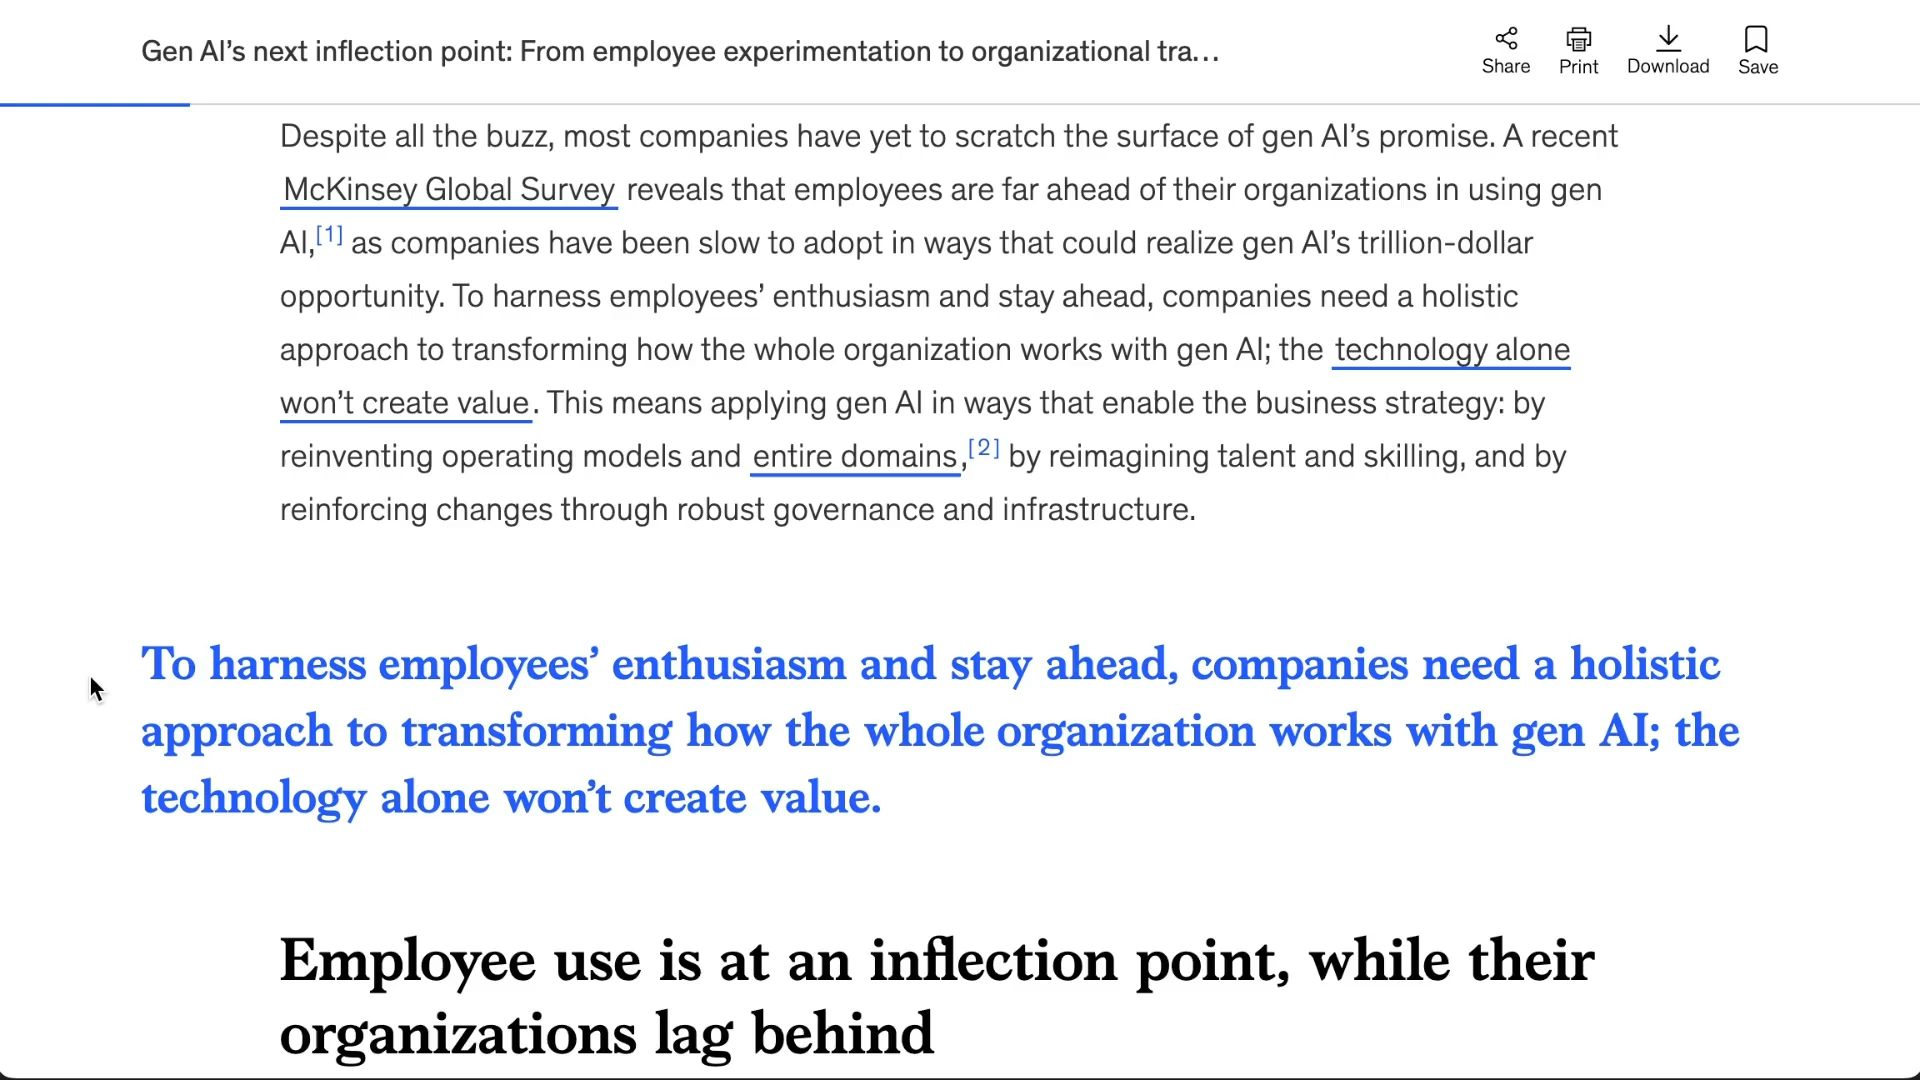 Gen AI’s next inflection point: From employee experimentation to organizational tra…
Share
Print
Download
Save
Despite all the buzz, most companies have yet to scratch the surface of gen AI’s promise. A recent
McKinsey Global Survey reveals that employees are far ahead of their organizations in using gen
AI,[1] as companies have been slow to adopt in ways that could realize gen AI’s trillion-dollar
opportunity. To harness employees’ enthusiasm and stay ahead, companies need a holistic
approach to transforming how the whole organization works with gen AI; the technology alone
won’t create value. This means applying gen AI in ways that enable the business strategy: by
reinventing operating models and entire domains,[2] by reimagining talent and skilling, and by
reinforcing changes through robust governance and infrastructure.
To harness employees’ enthusiasm and stay ahead, companies need a holistic
approach to transforming how the whole organization works with gen AI; the
technology alone won’t create value.
Employee use is at an inflection point, while their
organizations lag behind